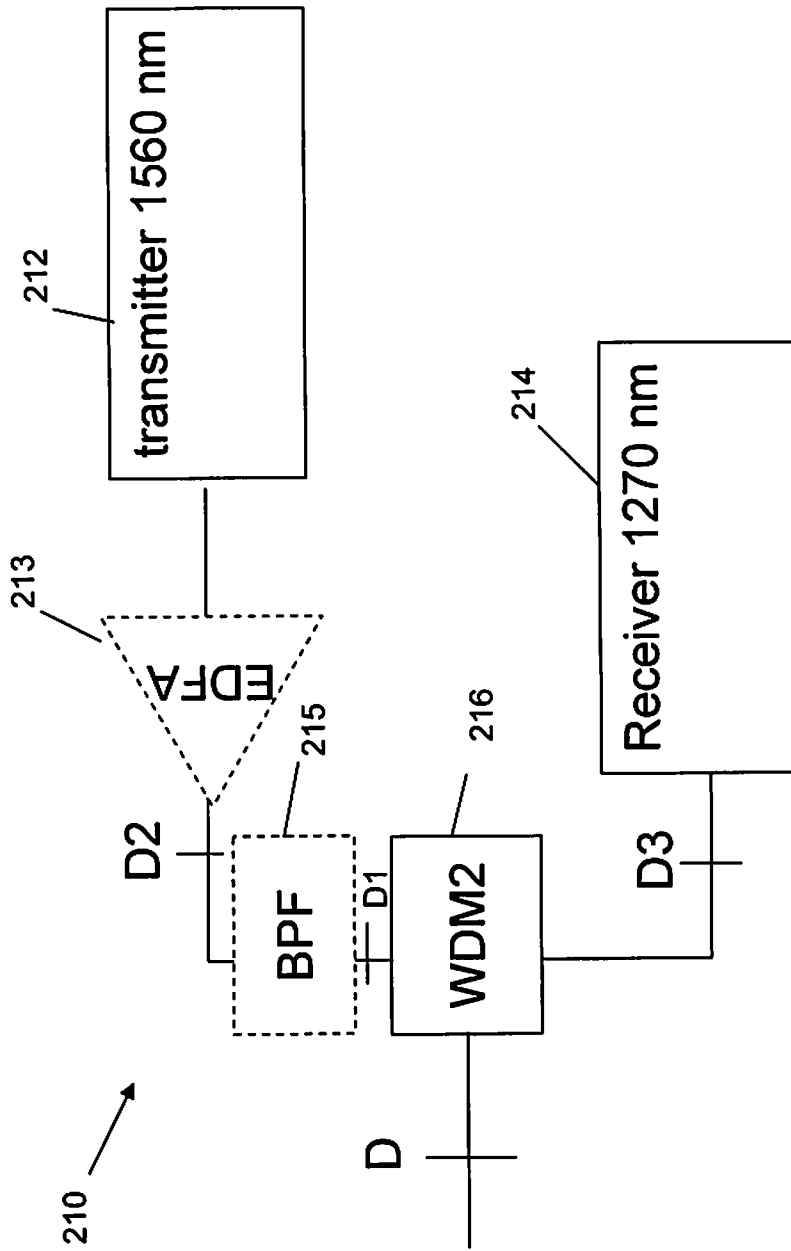 212
transmitter 1560 nm
213
EDFA
214
Receiver 1270 nm
D2
215
BPF
D1
216
WDM2
D3
210
D